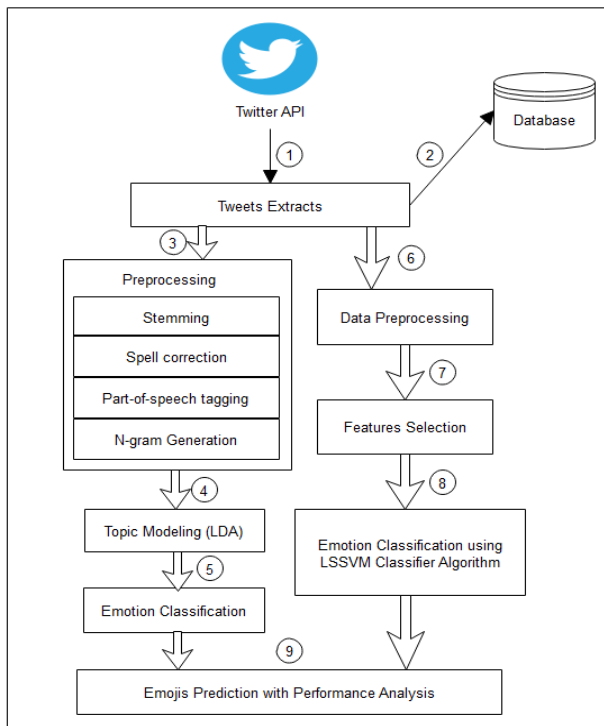 Twitter API
Database
1
2
Tweets Extracts
3
6
Preprocessing
Stemming
Spell correction
Part-of-speech tagging
N-gram Generation
Data Preprocessing
7
Features Selection
4
8
Topic Modeling (LDA)
Emotion Classification using
LSSVM Classifier Algorithm
5
Emotion Classification
9
Emojis Prediction with Performance Analysis